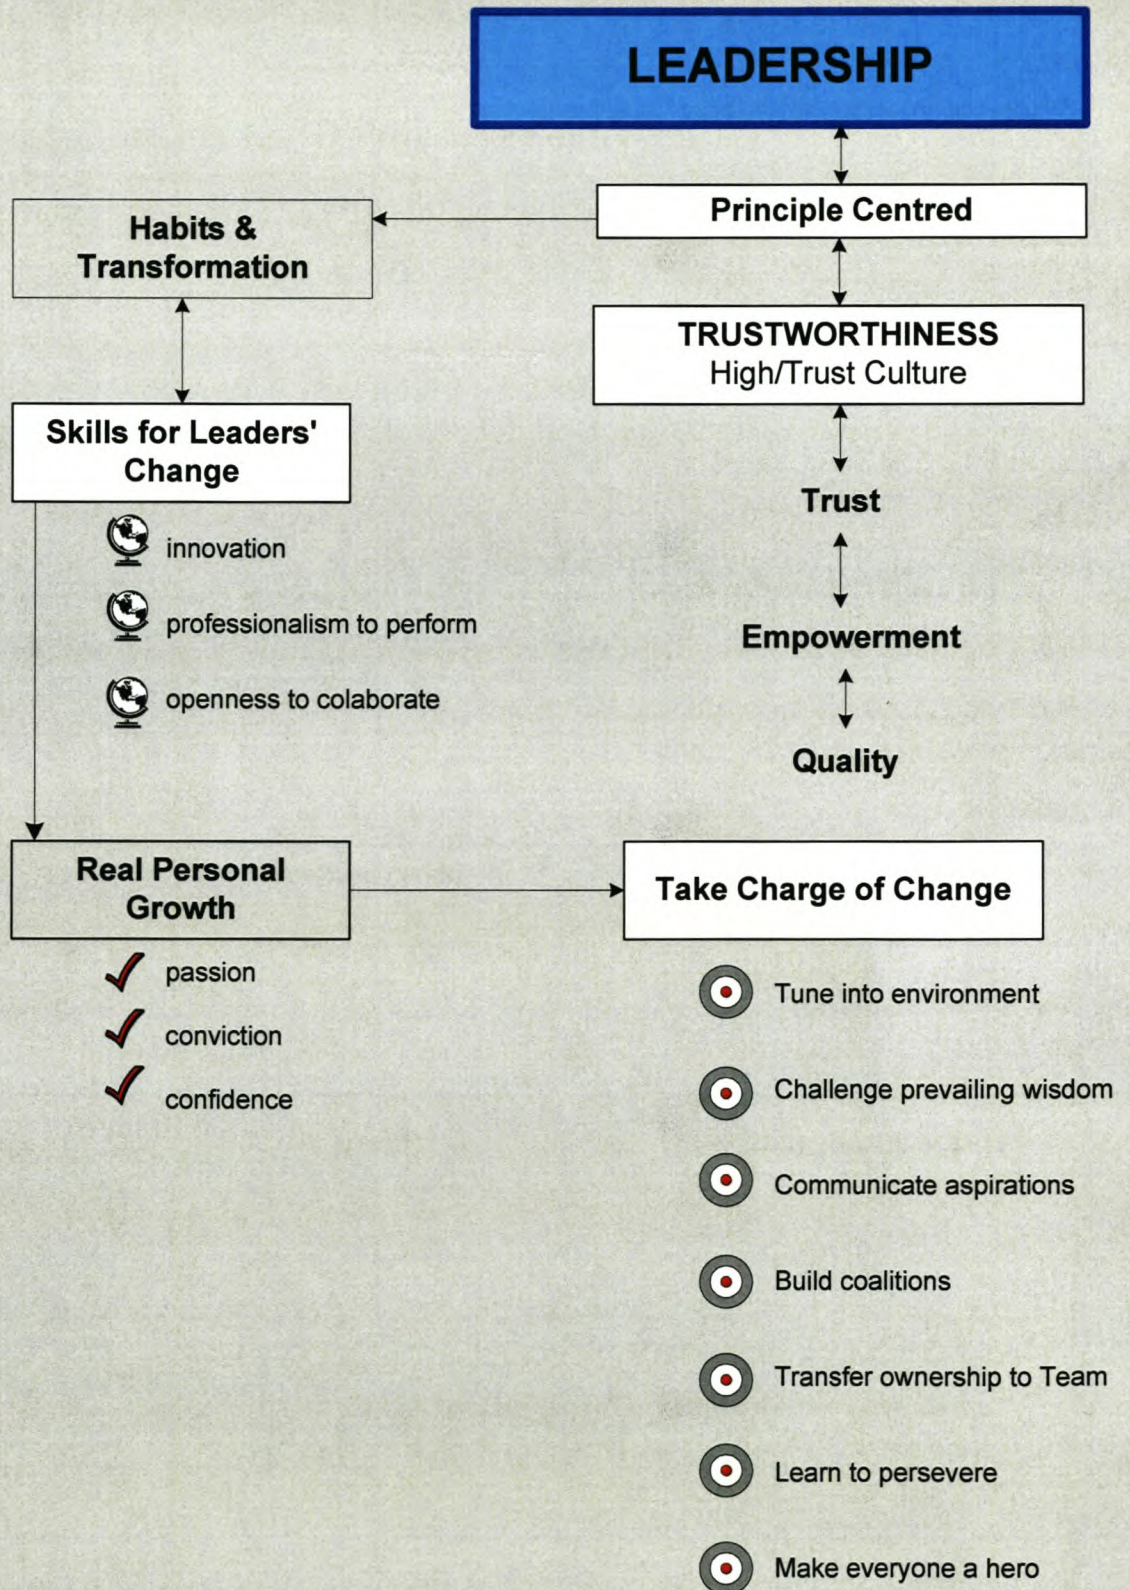 LEADERSHIP
Principle Centred
Habits &
Transformation
TRUSTWORTHINESS
High/Trust Culture
Skills for Leaders'
Change
Trust
innovation
professionalism to perform
Empowerment
openness to colaborate
Quality
Real Personal
Growth
Take Charge of Change
passion
conviction
confidence
Tune into environment
Challenge prevailing wisdom
Communicate aspirations
Build coalitions
Transfer ownership to Team
Learn to persevere
Make everyone a hero